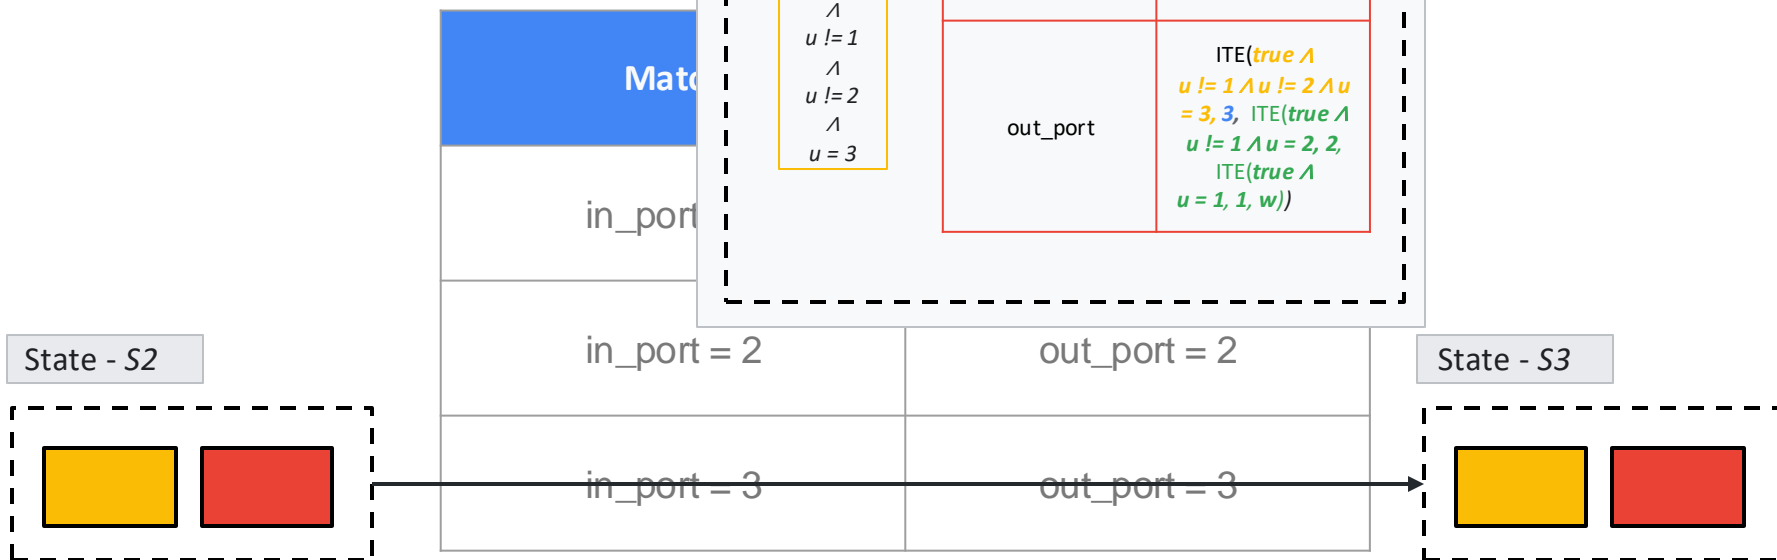 Λ
u != 1
Λ
u != 2
Λ
u = 3
out_port
ITE(true Λ
u != 1 Λ u != 2 Λ u
= 3, 3, ITE(true Λ
u != 1 Λ u = 2, 2,
ITE(true Λ
u = 1, 1, w))
in_port
in_port = 2
out_port = 2
State - S2
State - S3
in_port = 3
out_port = 3